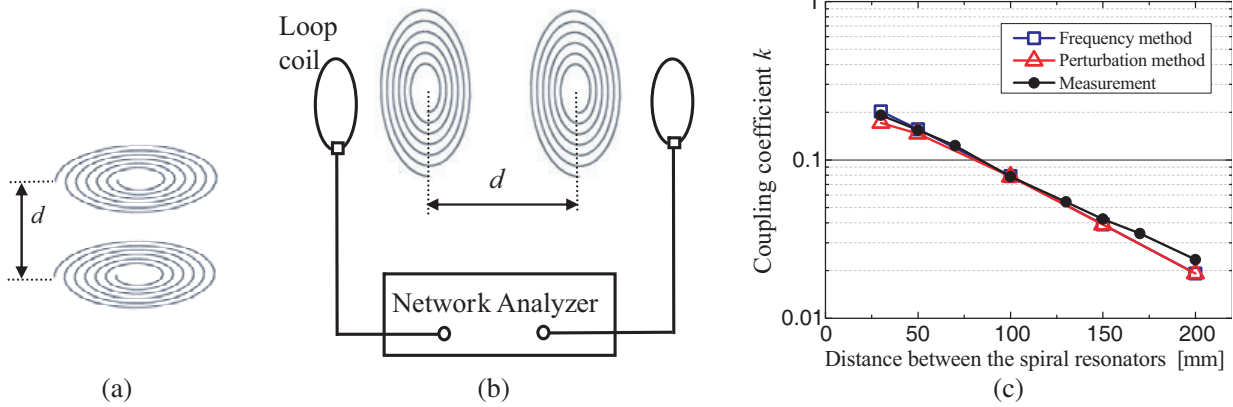 d
(a)
Loop
coil
d
Network Analyzer
(b)
Coupling coefficient k
1
0.1
0.01
Frequency method
Perturbation method
Measurement
0 50 100 150 200
Distance between the spiral resonators [mm]
(c)